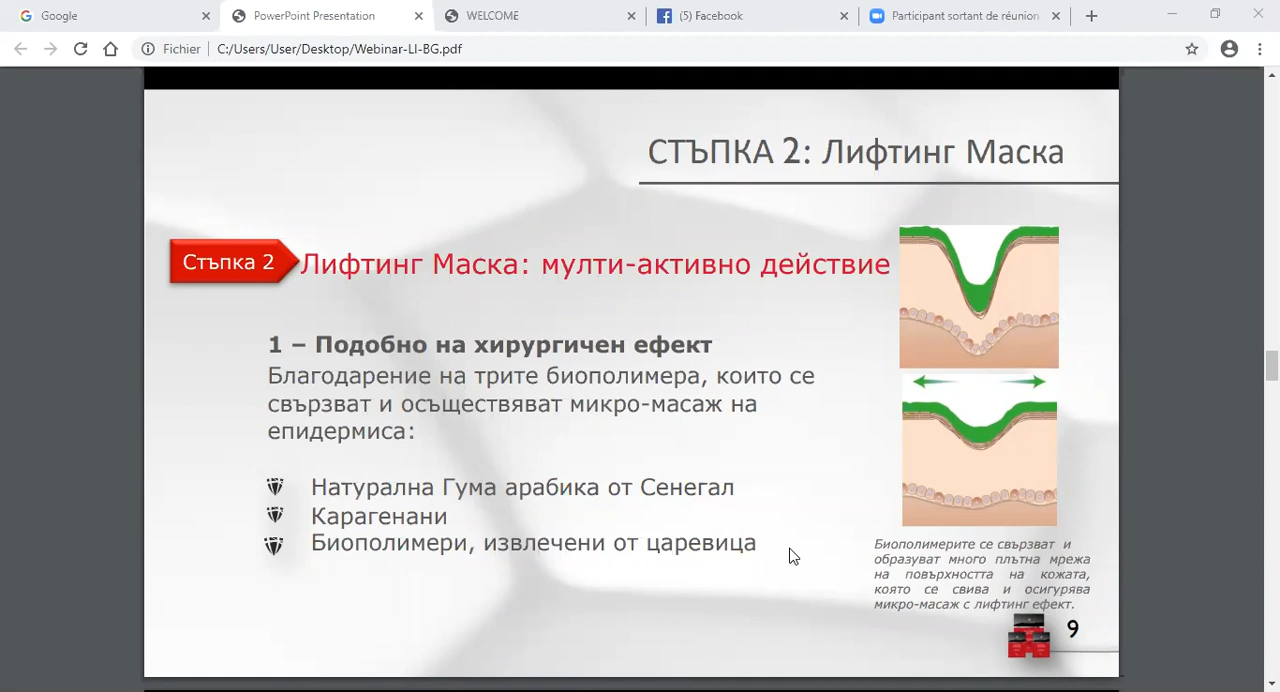 Google
PowerPoint Presentation
WELCOME
(5) Facebook
Participant sortant de réunion
Fichier
C:/Users/User/Desktop/Webinar-LI-BG.pdf
СТЪПКА 2: Лифтинг Маска
Стъпка 2
Лифтинг Маска: мулти-активно действие
1 – Подобно на хирургичен ефект
Благодарение на трите биополимера, които се
свързват и осъществяват микро-масаж на
епидермиса:
Натурална Гума арабика от Сенегал
Карагенани
Биополимери, извлечени от царевица
Биополимерите се свързват и
образуват много плътна мрежа
на повърхността на кожата,
която се свива и осигурява
микро-масаж с лифтинг ефект.
9